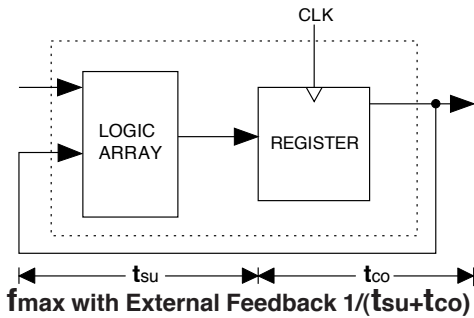 CLK
LOGIC
ARRAY
REGISTER
tsu
tco
fmax with External Feedback 1/(tsu+tco)